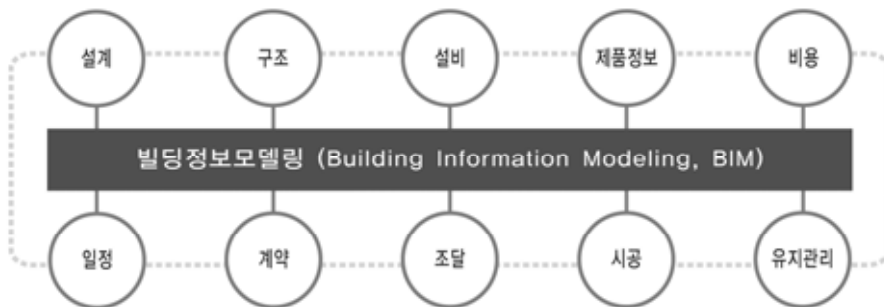 설계
구조
설비
제품정보
비용
빌딩정보모델링 (Building Information Modeling, BIM)
일정
계약
조달
시공
유지관리